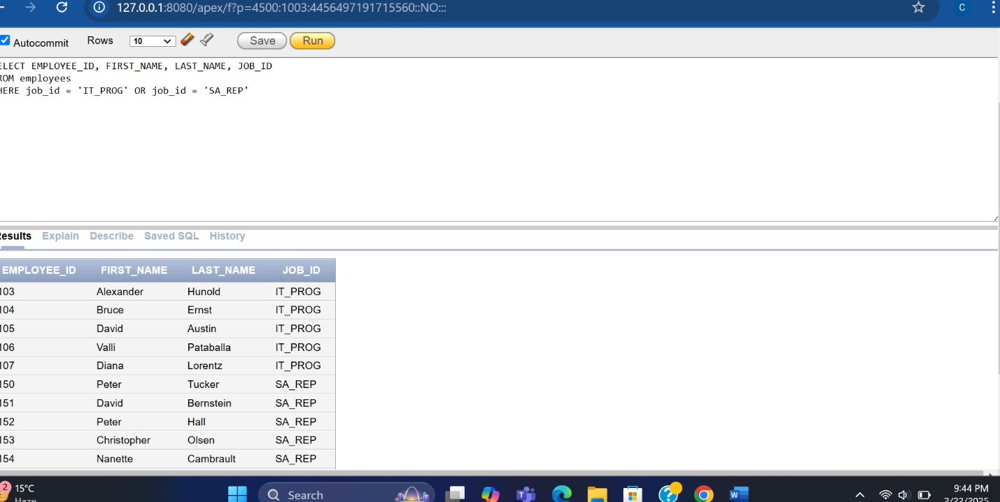 127.0.0.1:8080/apex/f?p=4500:1003:4456497191715560::NO:::
C
Autocommit Rows 10 Save Run
ELECT EMPLOYEE_ID, FIRST_NAME, LAST_NAME, JOB_ID
ROM employees
HERE job_id = 'IT_PROG' OR job_id = 'SA_REP'
Results Explain Describe Saved SQL History
EMPLOYEE_ID FIRST_NAME LAST_NAME JOB_ID
103 Alexander Hunold IT_PROG
104 Bruce Ernst IT_PROG
105 David Austin IT_PROG
106 Valli Pataballa IT_PROG
107 Diana Lorentz IT_PROG
150 Peter Tucker SA_REP
151 David Bernstein SA_REP
152 Peter Hall SA_REP
153 Christopher Olsen SA_REP
154 Nanette Cambrault SA_REP
2 15°C Search 9:44 PM
Haze 2/22/2025